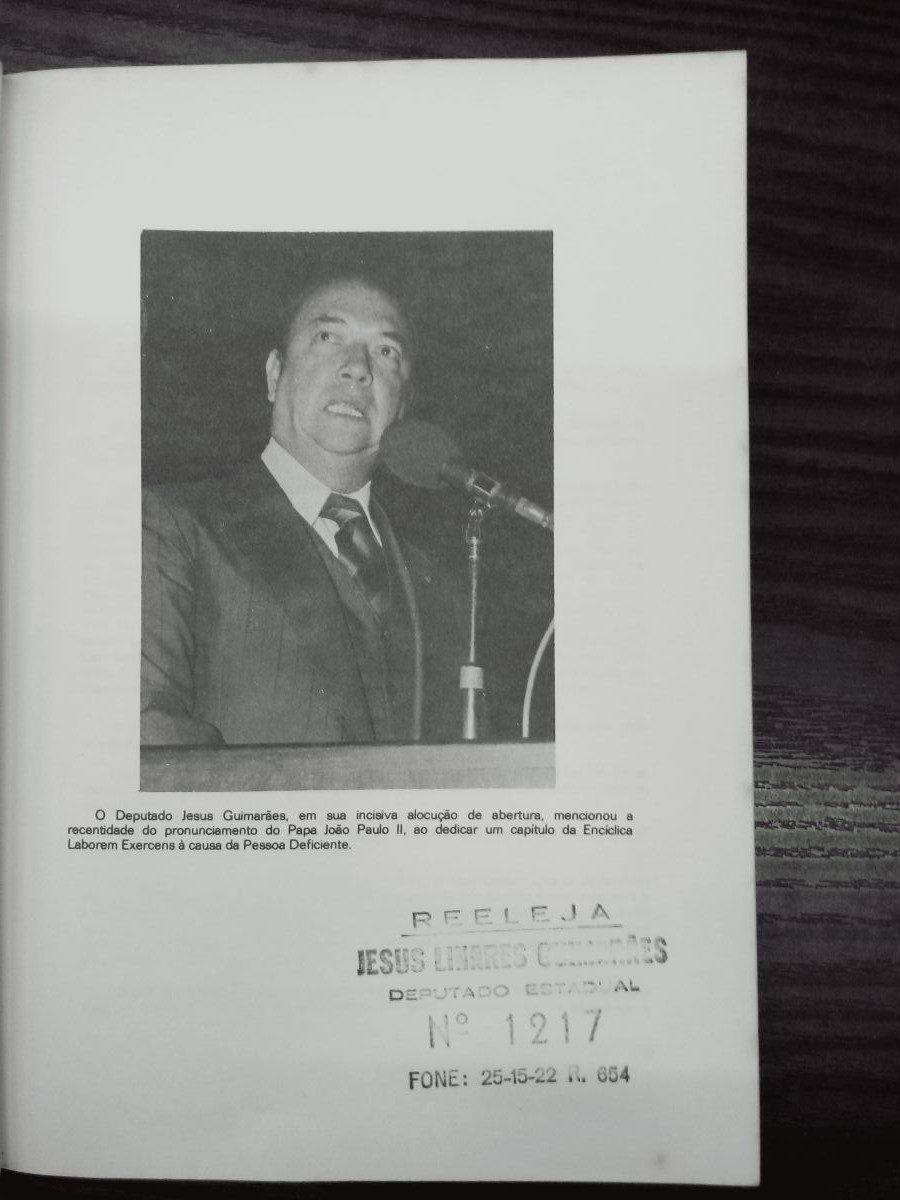 O Deputado Jesus Guimarães, em sua incisiva alocução de abertura, mencionou a
recentidade do pronunciamento do Papa João Paulo II, ao dedicar um capítulo da Encíclica
Laborem Exercens à causa da Pessoa Deficiente.
REELEJA
JESUS LINARES GUIMARÃES
DEPUTADO ESTADUAL
Nº 1217
FONE: 25-15-22 R. 654